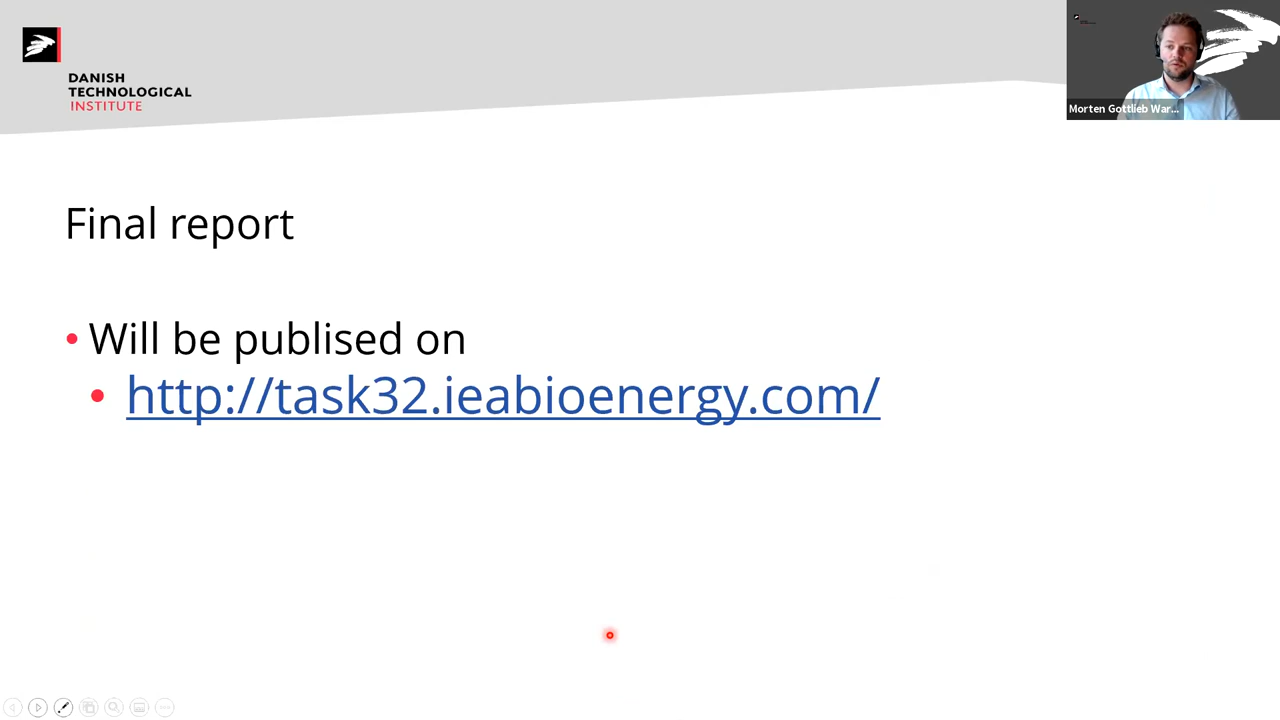 DANISH
TECHNOLOGICAL
INSTITUTE
Morten Gottlieb War...
Final report
• Will be publised on
• http://task32.ieabioenergy.com/